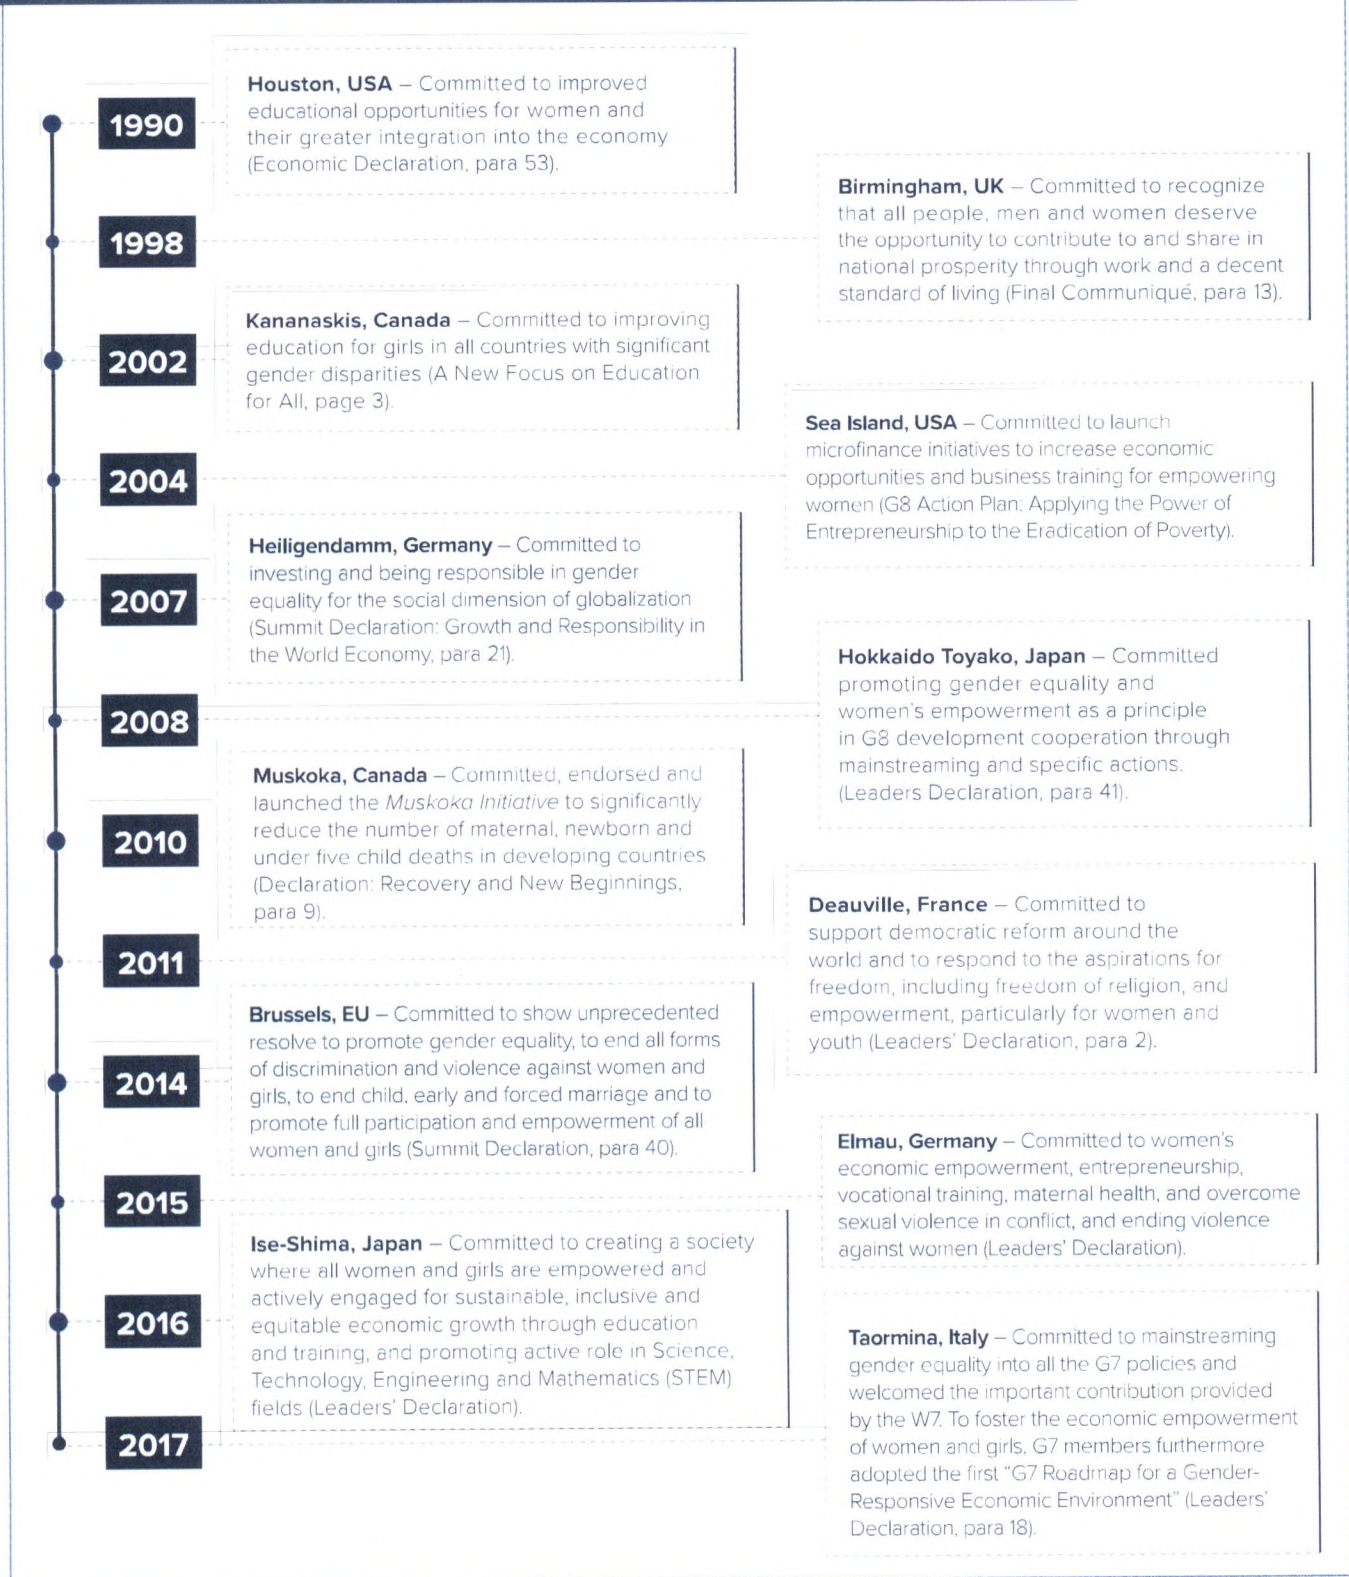 1990
Houston, USA – Committed to improved
educational opportunities for women and
their greater integration into the economy
(Economic Declaration, para 53).
1998
Birmingham, UK – Committed to recognize
that all people, men and women deserve
the opportunity to contribute to and share in
national prosperity through work and a decent
standard of living (Final Communiqué, para 13).
2002
Kananaskis, Canada – Committed to improving
education for girls in all countries with significant
gender disparities (A New Focus on Education
for All, page 3).
2004
Sea Island, USA – Committed to launch
microfinance initiatives to increase economic
opportunities and business training for empowering
women (G8 Action Plan: Applying the Power of
Entrepreneurship to the Eradication of Poverty).
2007
Heiligendamm, Germany – Committed to
investing and being responsible in gender
equality for the social dimension of globalization
(Summit Declaration: Growth and Responsibility in
the World Economy, para 21).
2008
Hokkaido Toyako, Japan – Committed
promoting gender equality and
women's empowerment as a principle
in G8 development cooperation through
mainstreaming and specific actions.
(Leaders Declaration, para 41).
2010
Muskoka, Canada – Committed, endorsed and
launched the Muskoka Initiative to significantly
reduce the number of maternal, newborn and
under five child deaths in developing countries
(Declaration: Recovery and New Beginnings,
para 9).
2011
Deauville, France – Committed to
support democratic reform around the
world and to respond to the aspirations for
freedom, including freedom of religion, and
empowerment, particularly for women and
youth (Leaders' Declaration, para 2).
2014
Brussels, EU – Committed to show unprecedented
resolve to promote gender equality, to end all forms
of discrimination and violence against women and
girls, to end child, early and forced marriage and to
promote full participation and empowerment of all
women and girls (Summit Declaration, para 40).
2015
Elmau, Germany – Committed to women's
economic empowerment, entrepreneurship,
vocational training, maternal health, and overcome
sexual violence in conflict, and ending violence
against women (Leaders' Declaration).
2016
Ise-Shima, Japan – Committed to creating a society
where all women and girls are empowered and
actively engaged for sustainable, inclusive and
equitable economic growth through education
and training, and promoting active role in Science,
Technology, Engineering and Mathematics (STEM)
fields (Leaders' Declaration).
2017
Taormina, Italy – Committed to mainstreaming
gender equality into all the G7 policies and
welcomed the important contribution provided
by the W7. To foster the economic empowerment
of women and girls, G7 members furthermore
adopted the first "G7 Roadmap for a Gender-
Responsive Economic Environment" (Leaders'
Declaration, para 18).